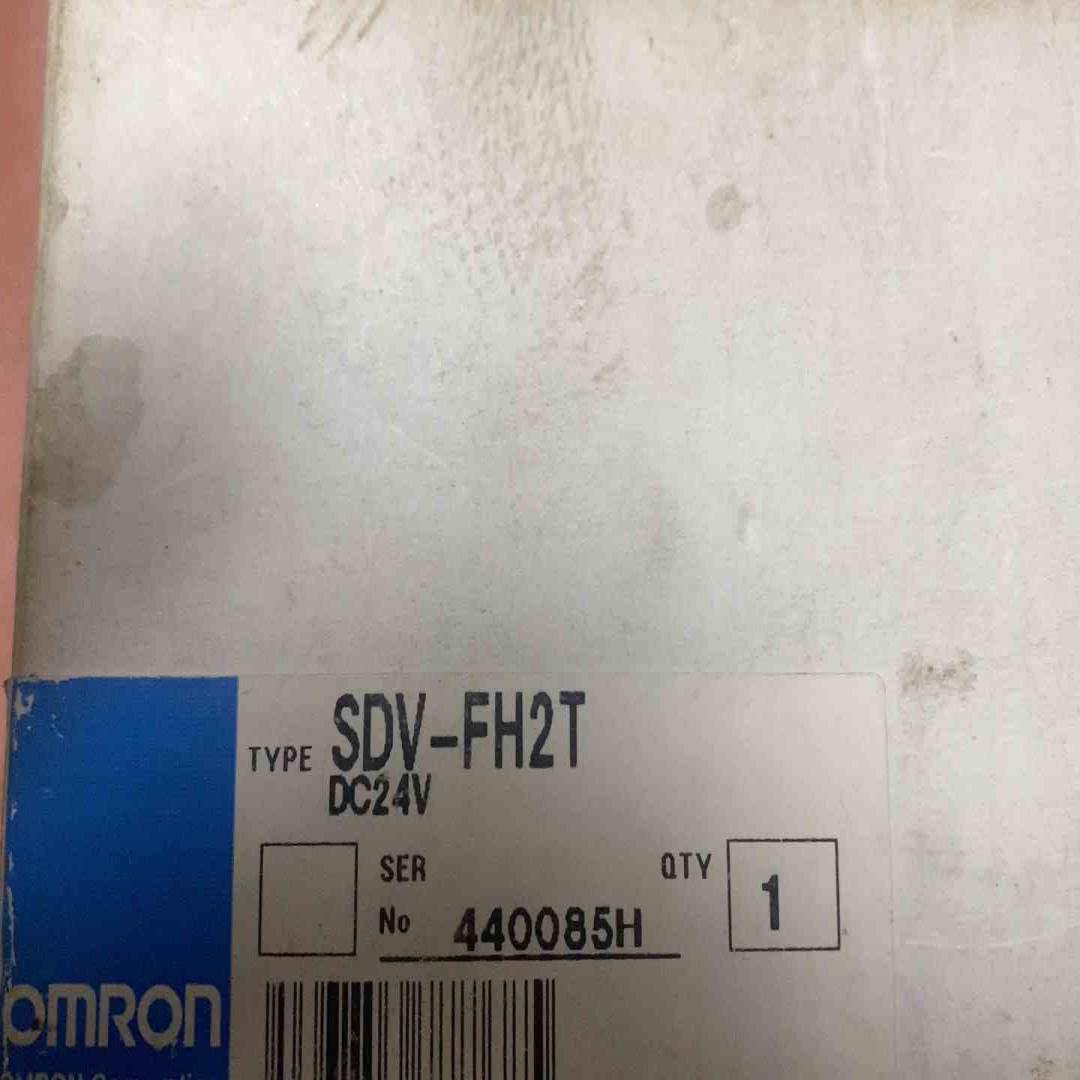 TYPE SDV-FH2T
DC24V
SER
No 440085H
QTY
1
OMRON